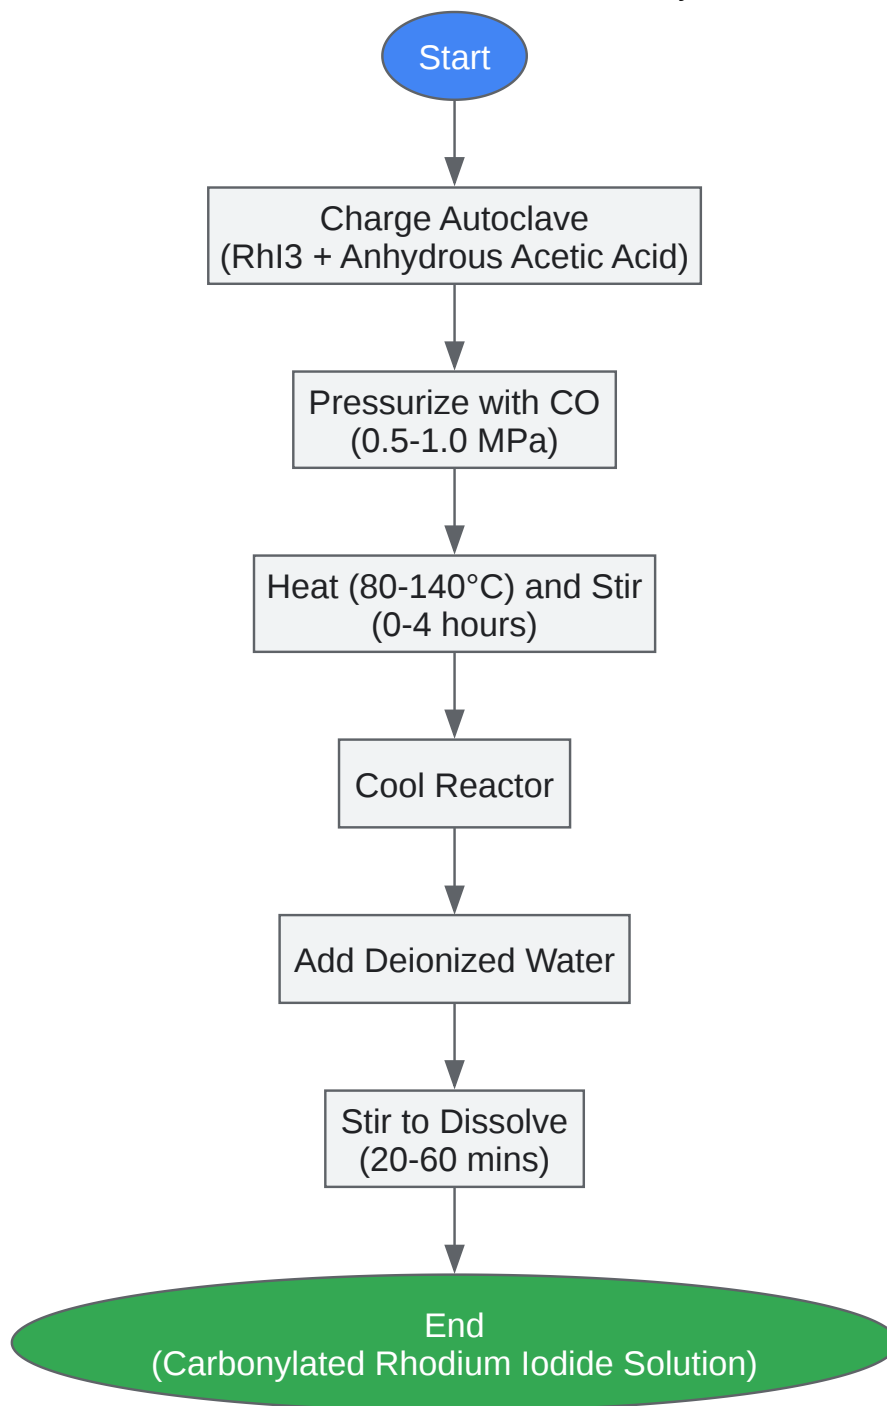 Start
Charge Autoclave
(RhI3 + Anhydrous Acetic Acid)
Pressurize with CO
(0.5-1.0 MPa)
Heat (80-140°C) and Stir
(0-4 hours)
Cool Reactor
Add Deionized Water
Stir to Dissolve
(20-60 mins)
End
(Carbonylated Rhodium Iodide Solution)